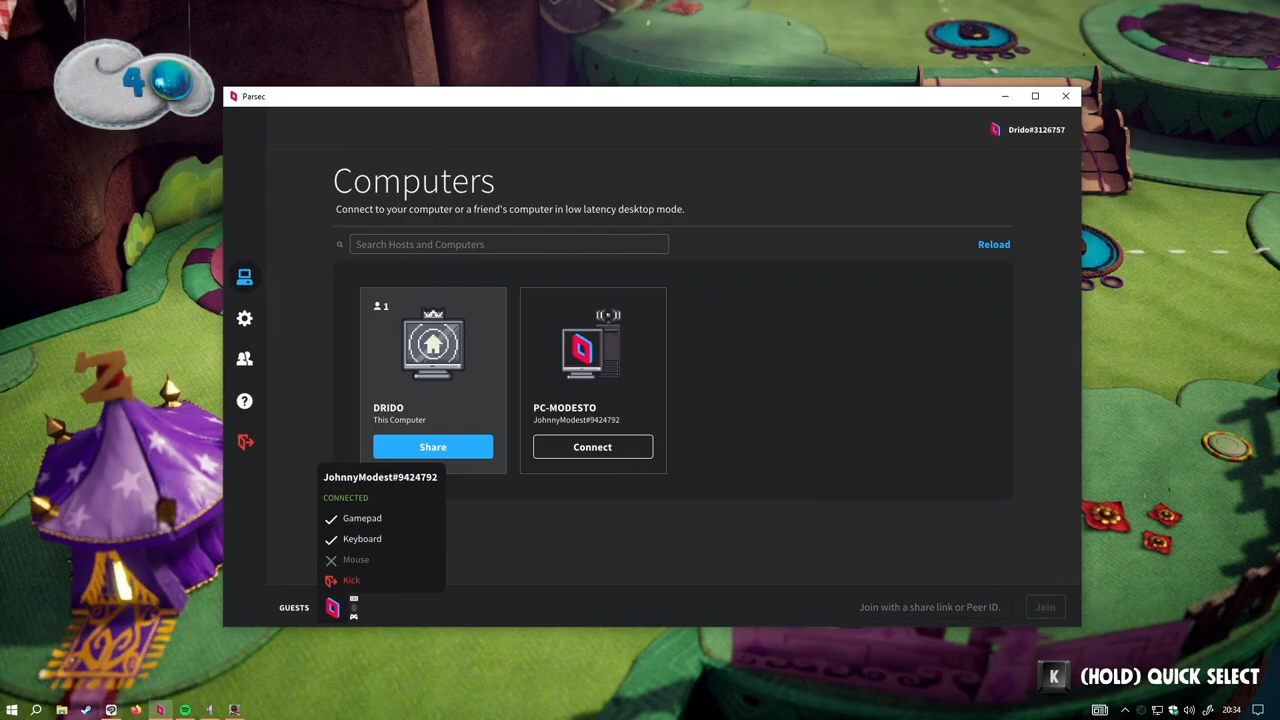 4
Parsec
Drido#3126757
Computers
Connect to your computer or a friend's computer in low latency desktop mode.
Search Hosts and Computers
Reload
1
DRIDO
This Computer
Share
PC-MODESTO
JohnnyModest#9424792
Connect
JohnnyModest#9424792
CONNECTED
Gamepad
Keyboard
Mouse
Kick
GUESTS
Join with a share link or Peer ID.
Join
Z
K
(HOLD) QUICK SELECT
20:34